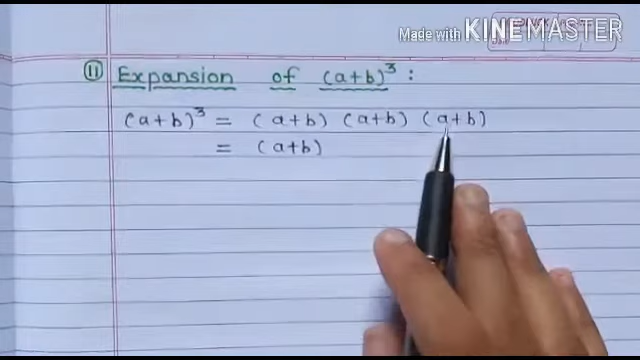 Made with KINEMASTER
11 Expansion of (a+b)³ :
(a+b)³ = (a+b) (a+b) (a+b)
= (a+b)